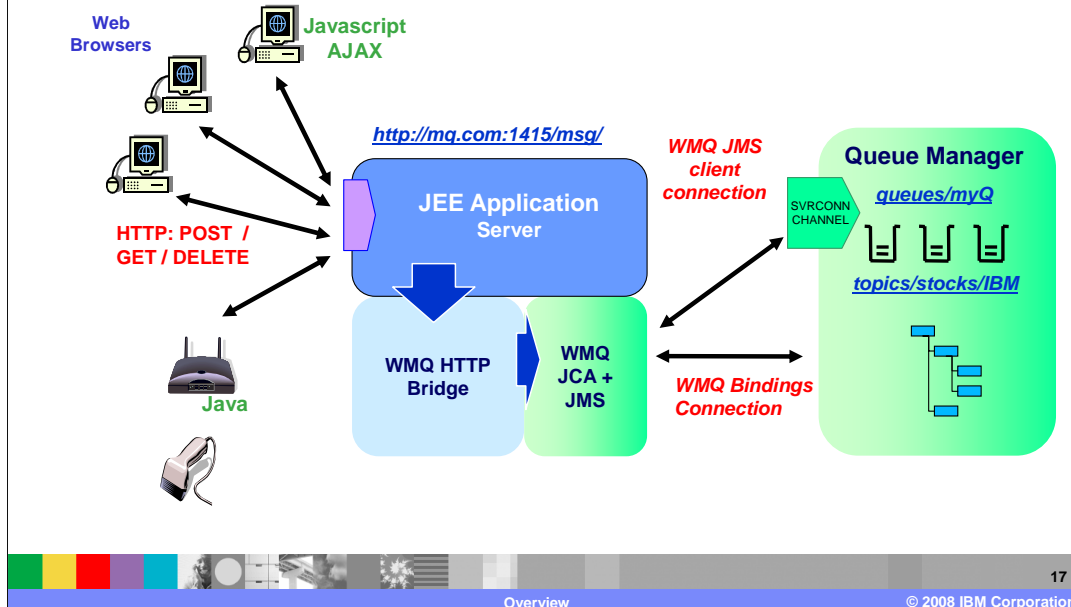 Web
Browsers
Javascript
AJAX
http://mq.com:1415/msg/
HTTP: POST /
GET / DELETE
JEE Application
Server
WMQ JMS
client
connection
Queue Manager
SVRCONN
CHANNEL
queues/myQ
topics/stocks/IBM
WMQ HTTP
Bridge
WMQ
JCA +
JMS
WMQ Bindings
Connection
Java
17
Overview
© 2008 IBM Corporation